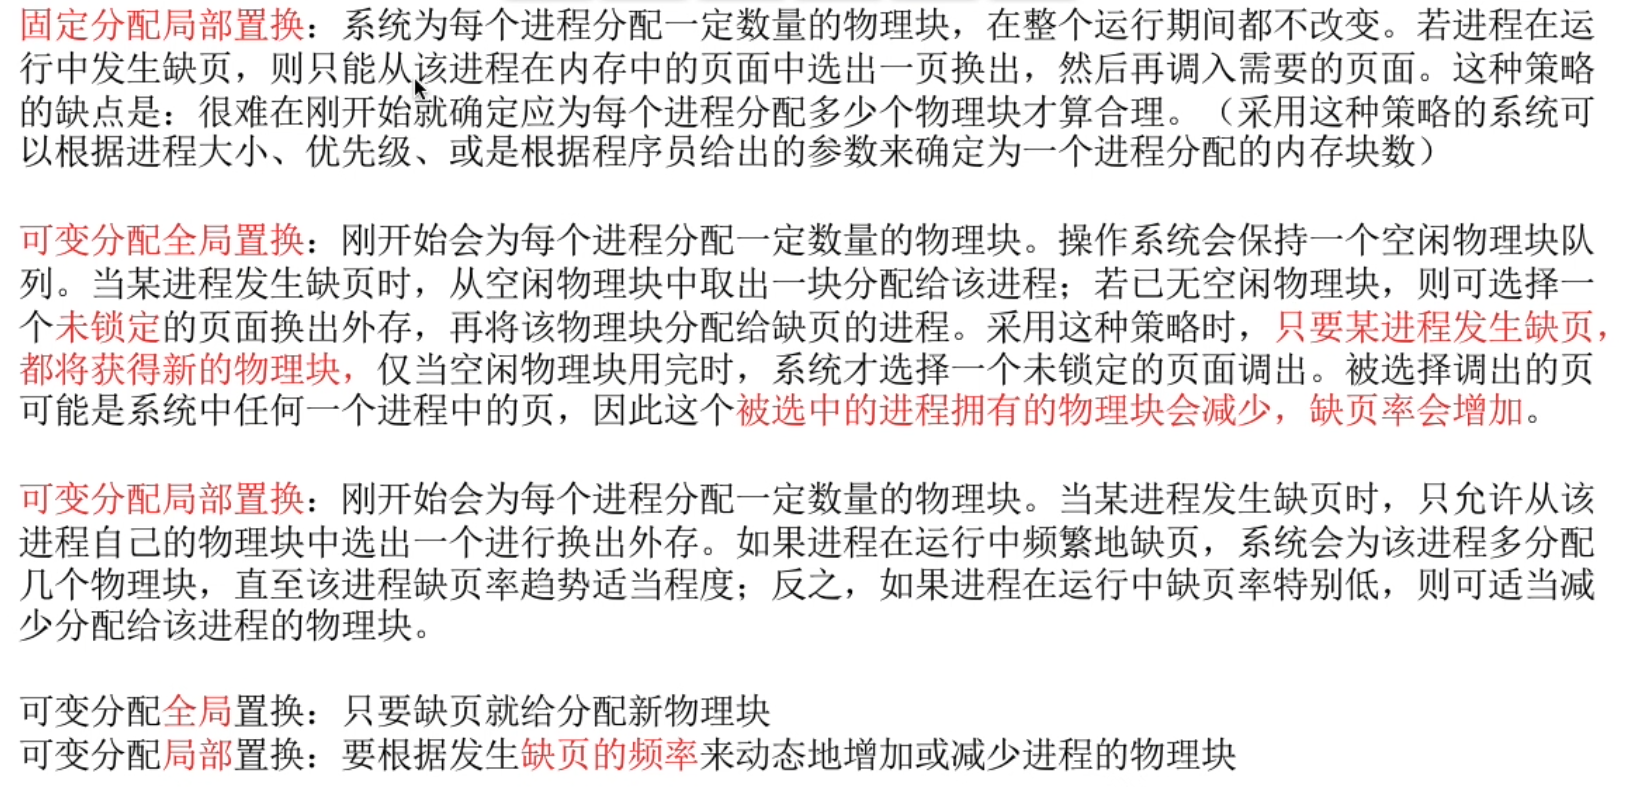 固定分配局部置换：系统为每个进程分配一定数量的物理块，在整个运行期间都不改变。若进程在运
行中发生缺页，则只能从该进程在内存中的页面中选出一页换出，然后再调入需要的页面。这种策略
的缺点是：很难在刚开始就确定应为每个进程分配多少个物理块才算合理。（采用这种策略的系统可
以根据进程大小、优先级、或是根据程序员给出的参数来确定为一个进程分配的内存块数）
可变分配全局置换：刚开始会为每个进程分配一定数量的物理块。操作系统会保持一个空闲物理块队
列。当某进程发生缺页时，从空闲物理块中取出一块分配给该进程；若已无空闲物理块，则可选择一
个未锁定的页面换出外存，再将该物理块分配给缺页的进程。采用这种策略时，只要某进程发生缺页，
都将获得新的物理块，仅当空闲物理块用完时，系统才选择一个未锁定的页面调出。被选择调出的页
可能是系统中任何一个进程中的页，因此这个被选中的进程拥有的物理块会减少，缺页率会增加。
可变分配局部置换：刚开始会为每个进程分配一定数量的物理块。当某进程发生缺页时，只允许从该
进程自己的物理块中选出一个进行换出外存。如果进程在运行中频繁地缺页，系统会为该进程多分配
几个物理块，直至该进程缺页率趋势适当程度；反之，如果进程在运行中缺页率特别低，则可适当减
少分配给该进程的物理块。
可变分配全局置换：只要缺页就给分配新物理块
可变分配局部置换：要根据发生缺页的频率来动态地增加或减少进程的物理块